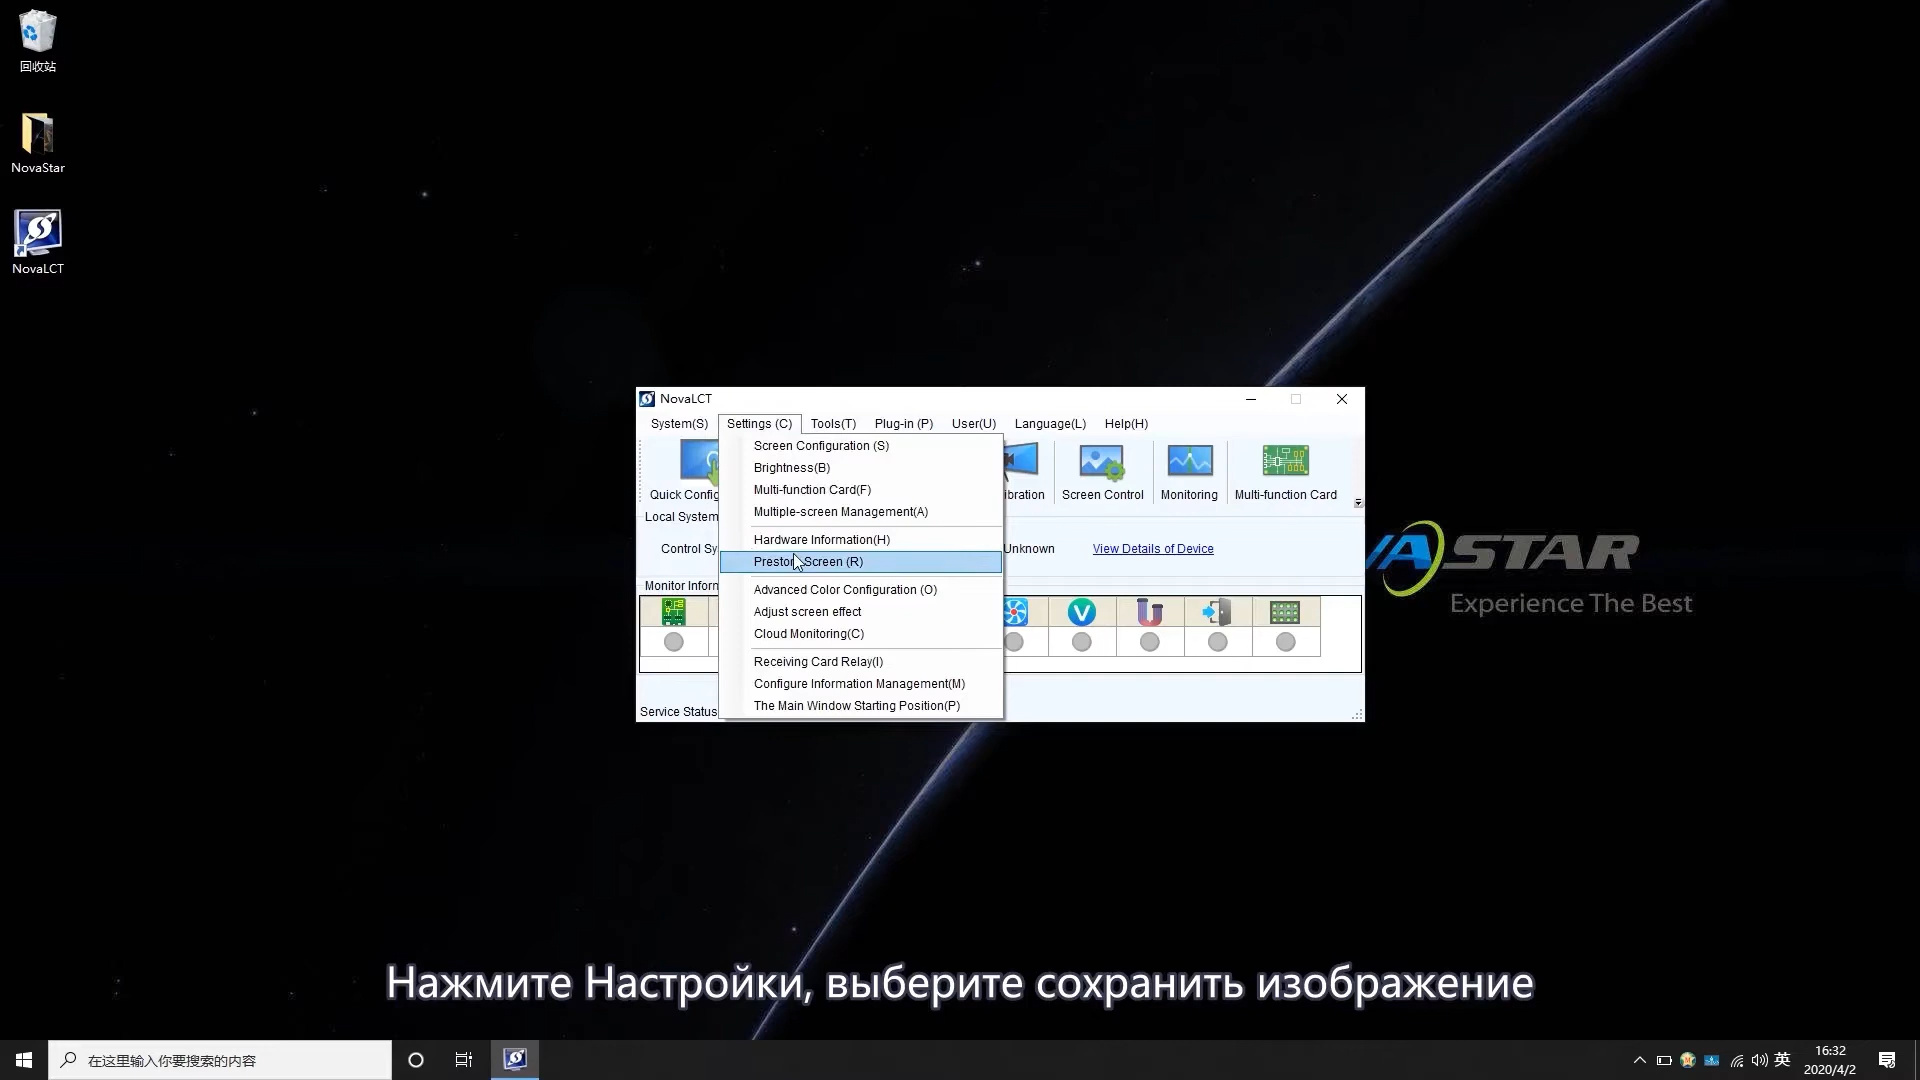 回收站
NovaStar
NovaLCT
NovaLCT
System(S) Settings (C) Tools(T) Plug-in (P) User(U) Language(L) Help(H)
Screen Configuration (S)
Brightness(B)
Multi-function Card(F)
Multiple-screen Management(A)
Hardware Information(H)
Screen (R)
Advanced Color Configuration (O)
Adjust screen effect
Cloud Monitoring(C)
Receiving Card Relay(I)
Configure Information Management(M)
The Main Window Starting Position(P)
Quick Config
ibration Screen Control Monitoring Multi-function Card
Local System
Control Sy
Unknown View Details of Device
Monitor Inform
Service Status
ASTAR
Experience The Best
Нажмите Настройки, выберите сохранить изображение
在这里输入你要搜索的内容
英
16:32
2020/4/2